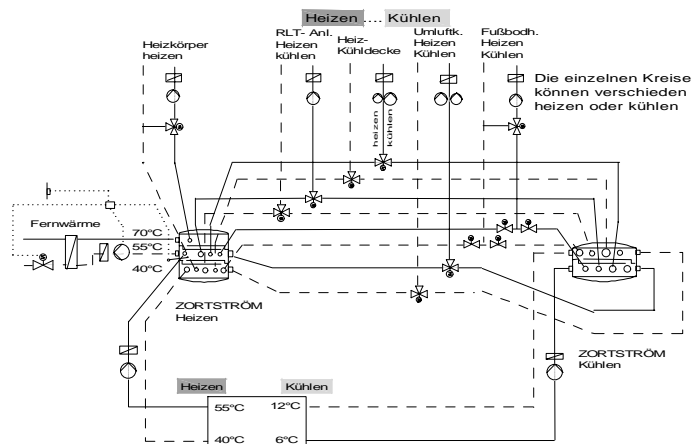 Heizen .... Kühlen
Heizkörper
heizen
RLT- Anl.
Heizen
kühlen
Heiz-
Kühldecke
Umluftk.
Heizen
Kühlen
Fußbodh.
Heizen
Kühlen
Die einzelnen Kreise
können verschieden
heizen oder kühlen
heizen
kühlen
Fernwärme
70°C
55°C
40°C
ZORTSTRÖM
Heizen
ZORTSTRÖM
Kühlen
Heizen
Kühlen
55°C
12°C
40°C
6°C